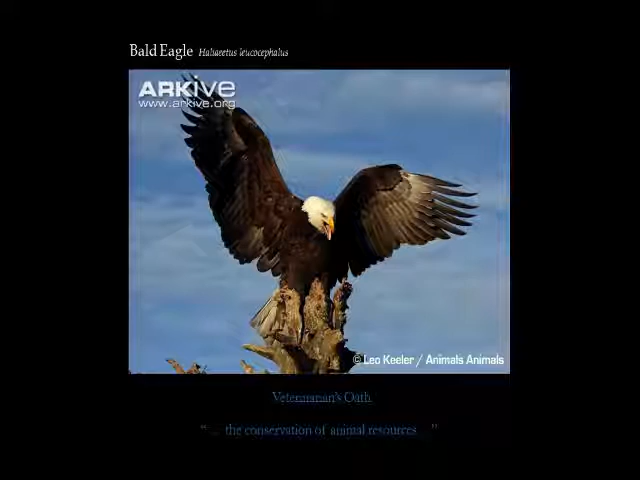 Bald Eagle Haliaeetus leucocephalus
ARKive
www.arkive.org
© Leo Keeler / Animals Animals
Veterinarian's Oath
"... the conservation of animal resources ..."